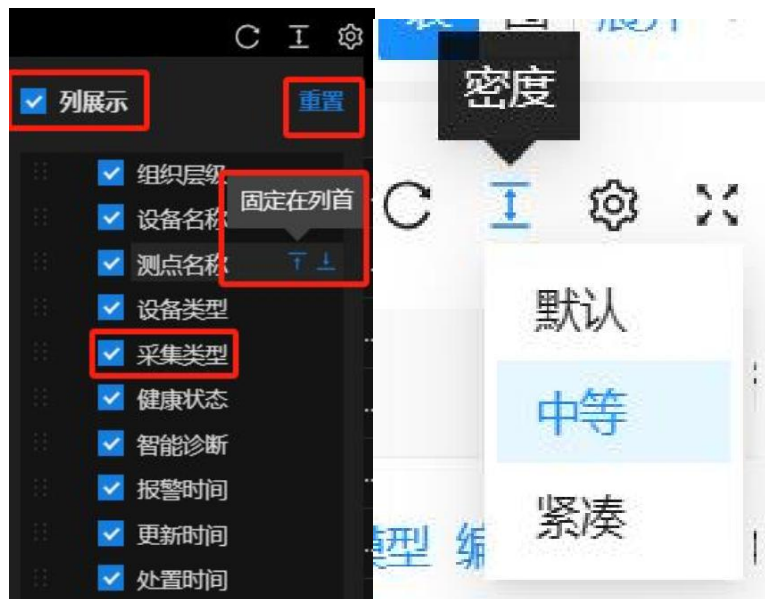 列展示
重置
组织层级
固定在列首
设备名称
测点名称
设备类型
采集类型
健康状态
智能诊断
报警时间
更新时间
处置时间
密度
默认
中等
紧凑
模型 编